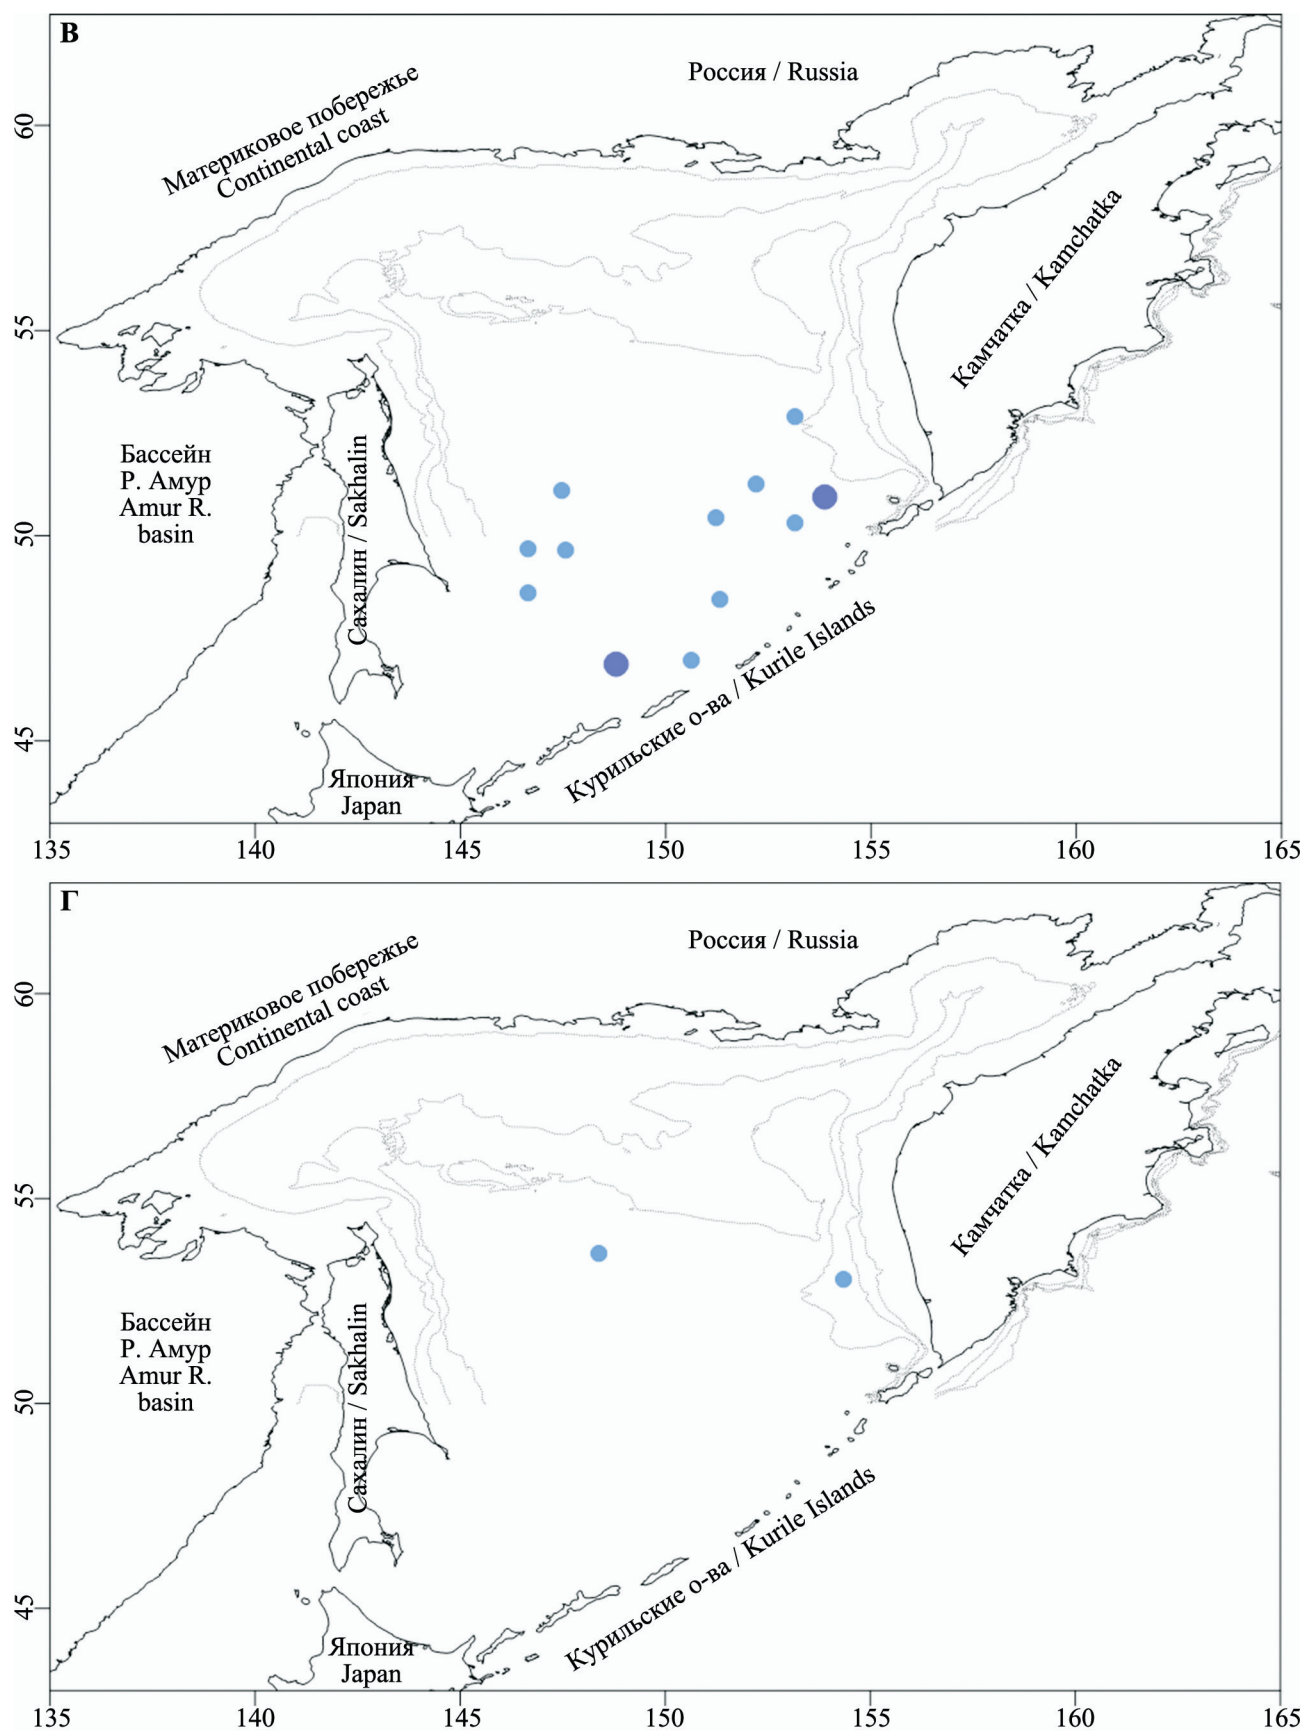 В
Россия / Russia
Материковое побережье
Continental coast
60
Камчатка / Kamchatka
55
Бассейн
Р. Амур
Amur R.
basin
Сахалин / Sakhalin
50
Курильские о-ва / Kurile Islands
45
Япония
Japan
135 140 145 150 155 160 165
Г
Россия / Russia
Материковое побережье
Continental coast
60
Камчатка / Kamchatka
55
Бассейн
Р. Амур
Amur R.
basin
Сахалин / Sakhalin
50
Курильские о-ва / Kurile Islands
45
Япония
Japan
135 140 145 150 155 160 165